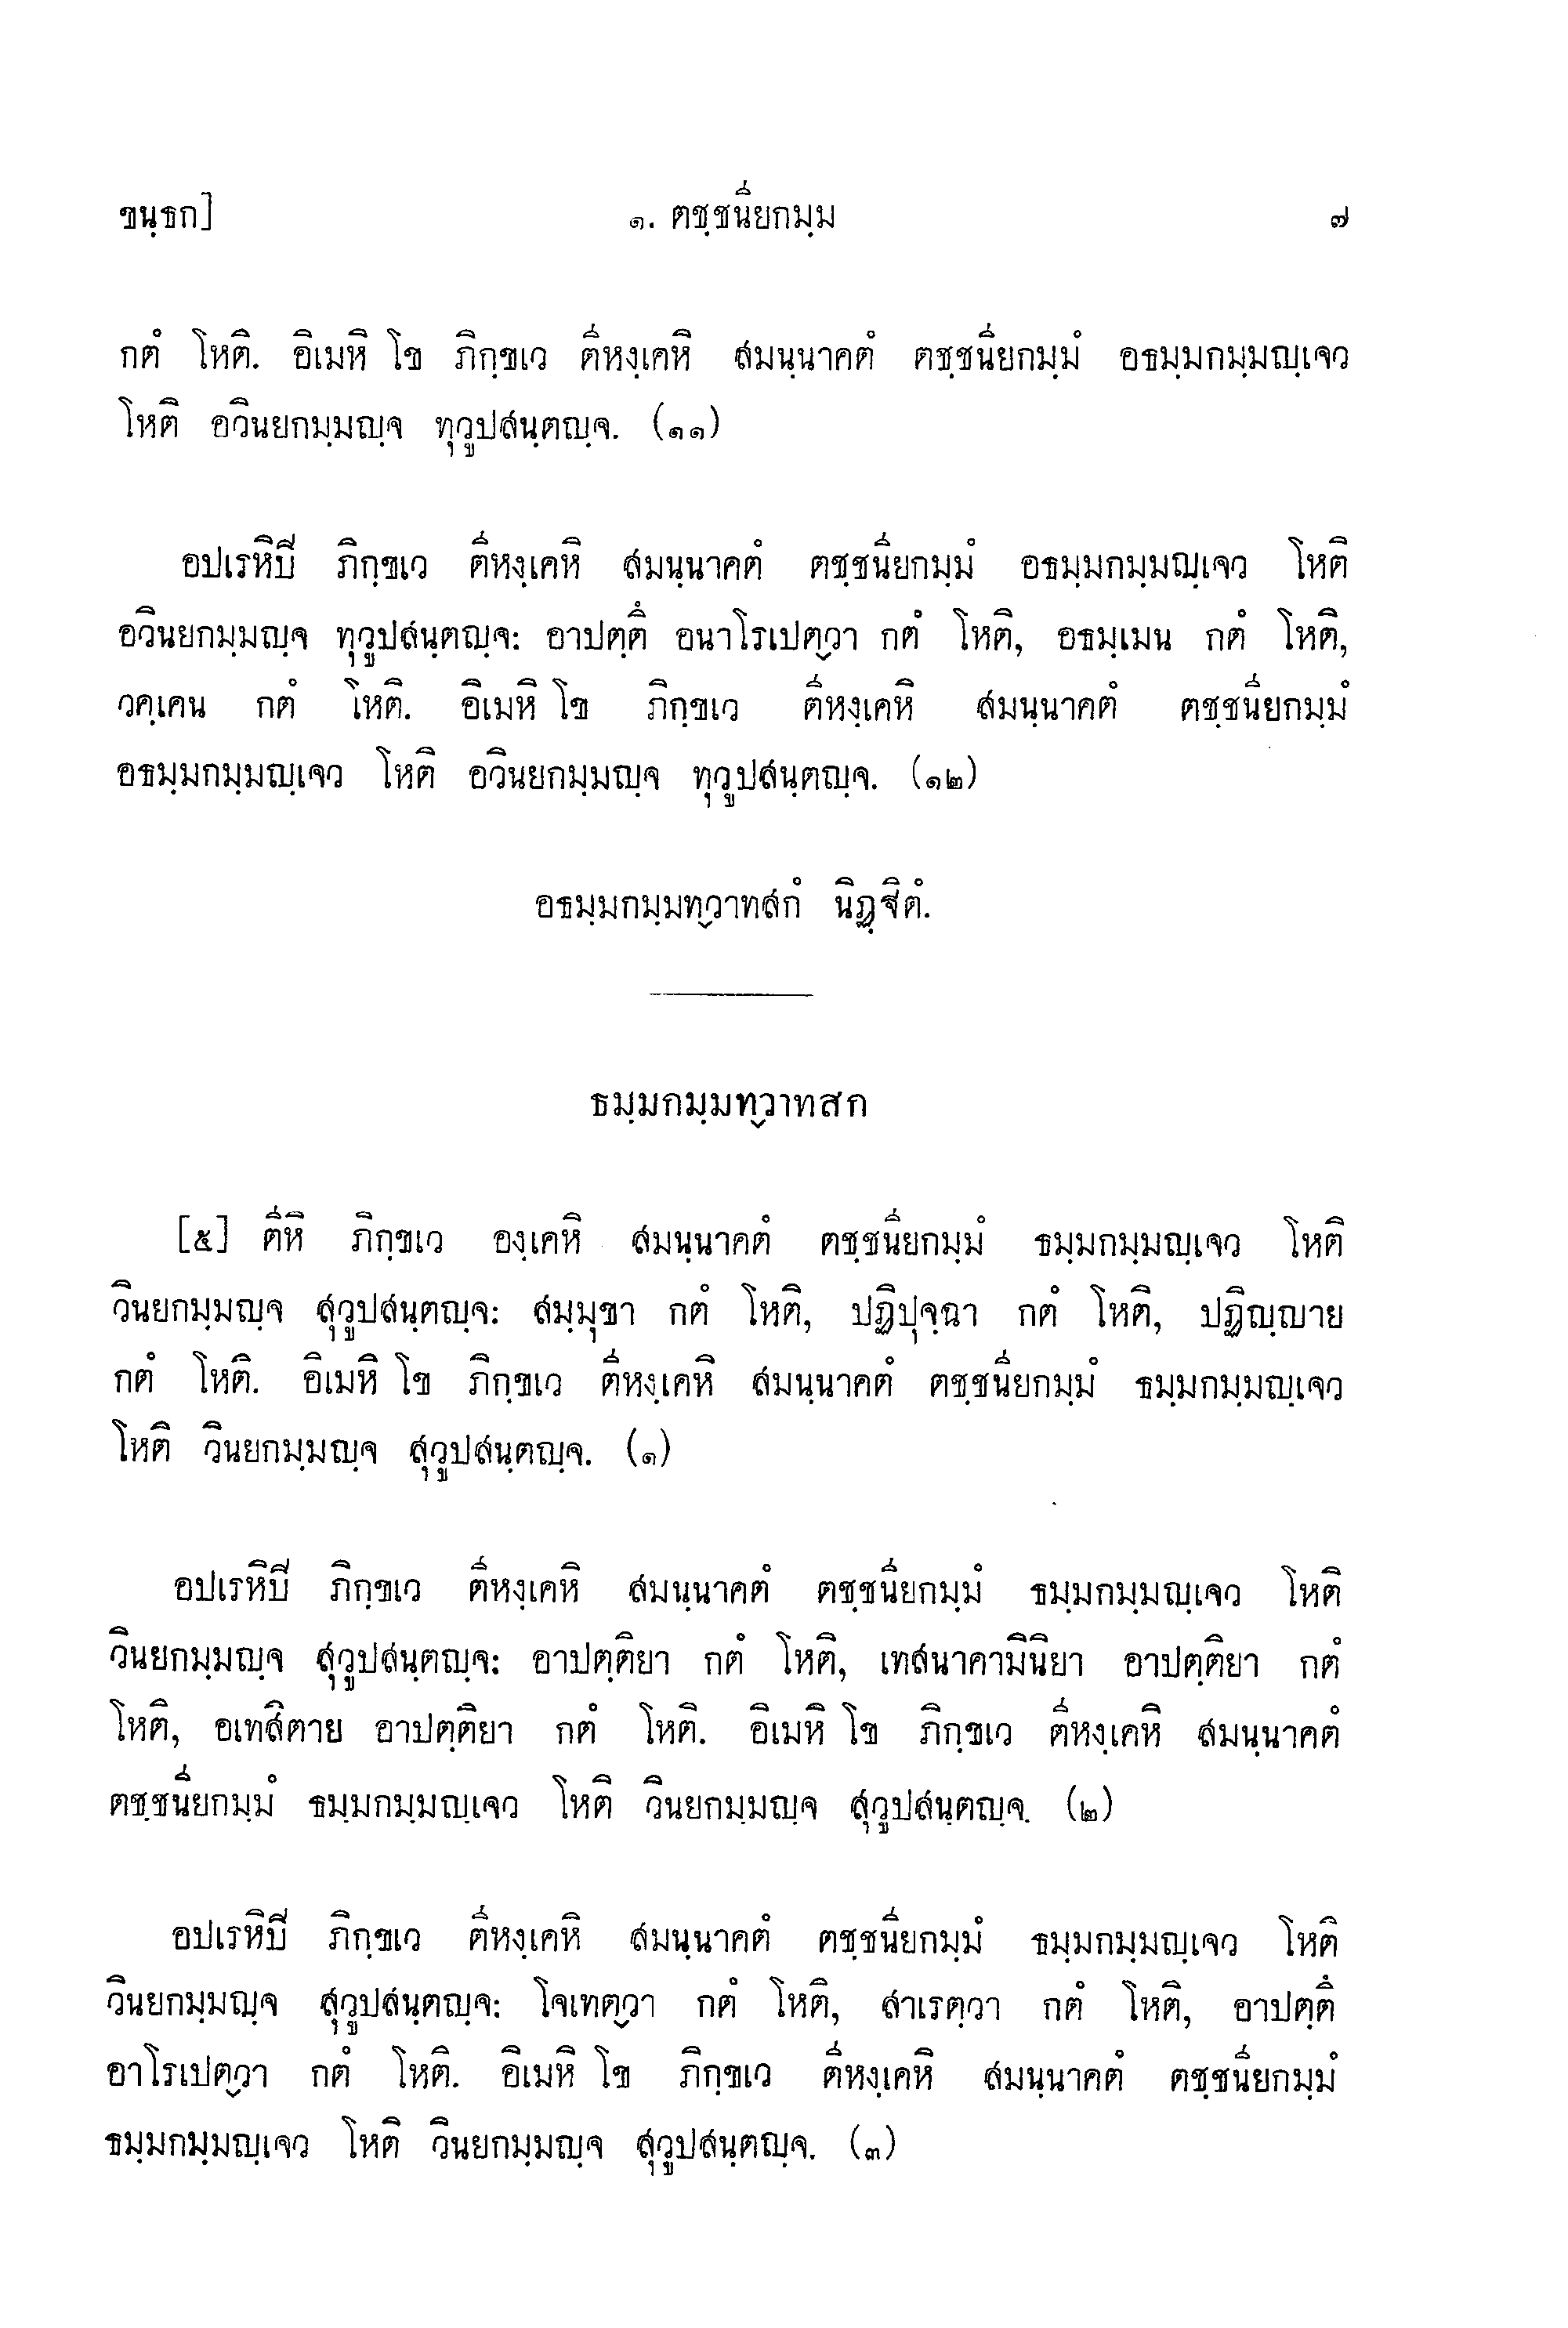 ขนฺธก] ๑. ตชฺชนียกมฺม ๗
กตํ โหติ. อิเมหิ โข ภิกฺขเว ตีหงฺเคหิ สมนฺนาคตํ ตชฺชนียกมฺมํ อธมฺมกมฺมญฺเจว
โหติ อวินยกมฺมญฺจ ทุวูปสนฺตญฺจ. (๑๑)
อปเรหิปิ ภิกฺขเว ตีหงฺเคหิ สมนฺนาคตํ ตชฺชนียกมฺมํ อธมฺมกมฺมญฺเจว โหติ
อวินยกมฺมญฺจ ทุวูปสนฺตญฺจ: อาปตฺตึ อนาโรเปตฺวา กตํ โหติ, อธมฺเมน กตํ โหติ,
วคฺเคน กตํ โหติ. อิเมหิ โข ภิกฺขเว ตีหงฺเคหิ สมนฺนาคตํ ตชฺชนียกมฺมํ
อธมฺมกมฺมญฺเจว โหติ อวินยกมฺมญฺจ ทุวูปสนฺตญฺจ. (๑๒)
อธมฺมกมฺมทฺวาทสกํ นิฏฺฐิตํ.
ธมฺมกมฺมทฺวาทสก
[๕] ตีหิ ภิกฺขเว องฺเคหิ สมนฺนาคตํ ตชฺชนียกมฺมํ ธมฺมกมฺมญฺเจว โหติ
วินยกมฺมญฺจ สุวูปสนฺตญฺจ: สมฺมุขา กตํ โหติ, ปฏิปุจฺฉา กตํ โหติ, ปฏิญฺญาย
กตํ โหติ. อิเมหิ โข ภิกฺขเว ตีหงฺเคหิ สมนฺนาคตํ ตชฺชนียกมฺมํ ธมฺมกมฺมญฺเจว
โหติ วินยกมฺมญฺจ สุวูปสนฺตญฺจ. (๑)
อปเรหิปิ ภิกฺขเว ตีหงฺเคหิ สมนฺนาคตํ ตชฺชนียกมฺมํ ธมฺมกมฺมญฺเจว โหติ
วินยกมฺมญฺจ สุวูปสนฺตญฺจ: อาปตฺติยา กตํ โหติ, เทสนาคามินิยา อาปตฺติยา กตํ
โหติ, อเทสิตาย อาปตฺติยา กตํ โหติ. อิเมหิ โข ภิกฺขเว ตีหงฺเคหิ สมนฺนาคตํ
ตชฺชนียกมฺมํ ธมฺมกมฺมญฺเจว โหติ วินยกมฺมญฺจ สุวูปสนฺตญฺจ. (๒)
อปเรหิปิ ภิกฺขเว ตีหงฺเคหิ สมนฺนาคตํ ตชฺชนียกมฺมํ ธมฺมกมฺมญฺเจว โหติ
วินยกมฺมญฺจ สุวูปสนฺตญฺจ: โจเทตฺวา กตํ โหติ, สาเรตฺวา กตํ โหติ, อาปตฺตึ
อาโรเปตฺวา กตํ โหติ. อิเมหิ โข ภิกฺขเว ตีหงฺเคหิ สมนฺนาคตํ ตชฺชนียกมฺมํ
ธมฺมกมฺมญฺเจว โหติ วินยกมฺมญฺจ สุวูปสนฺตญฺจ. (๓)